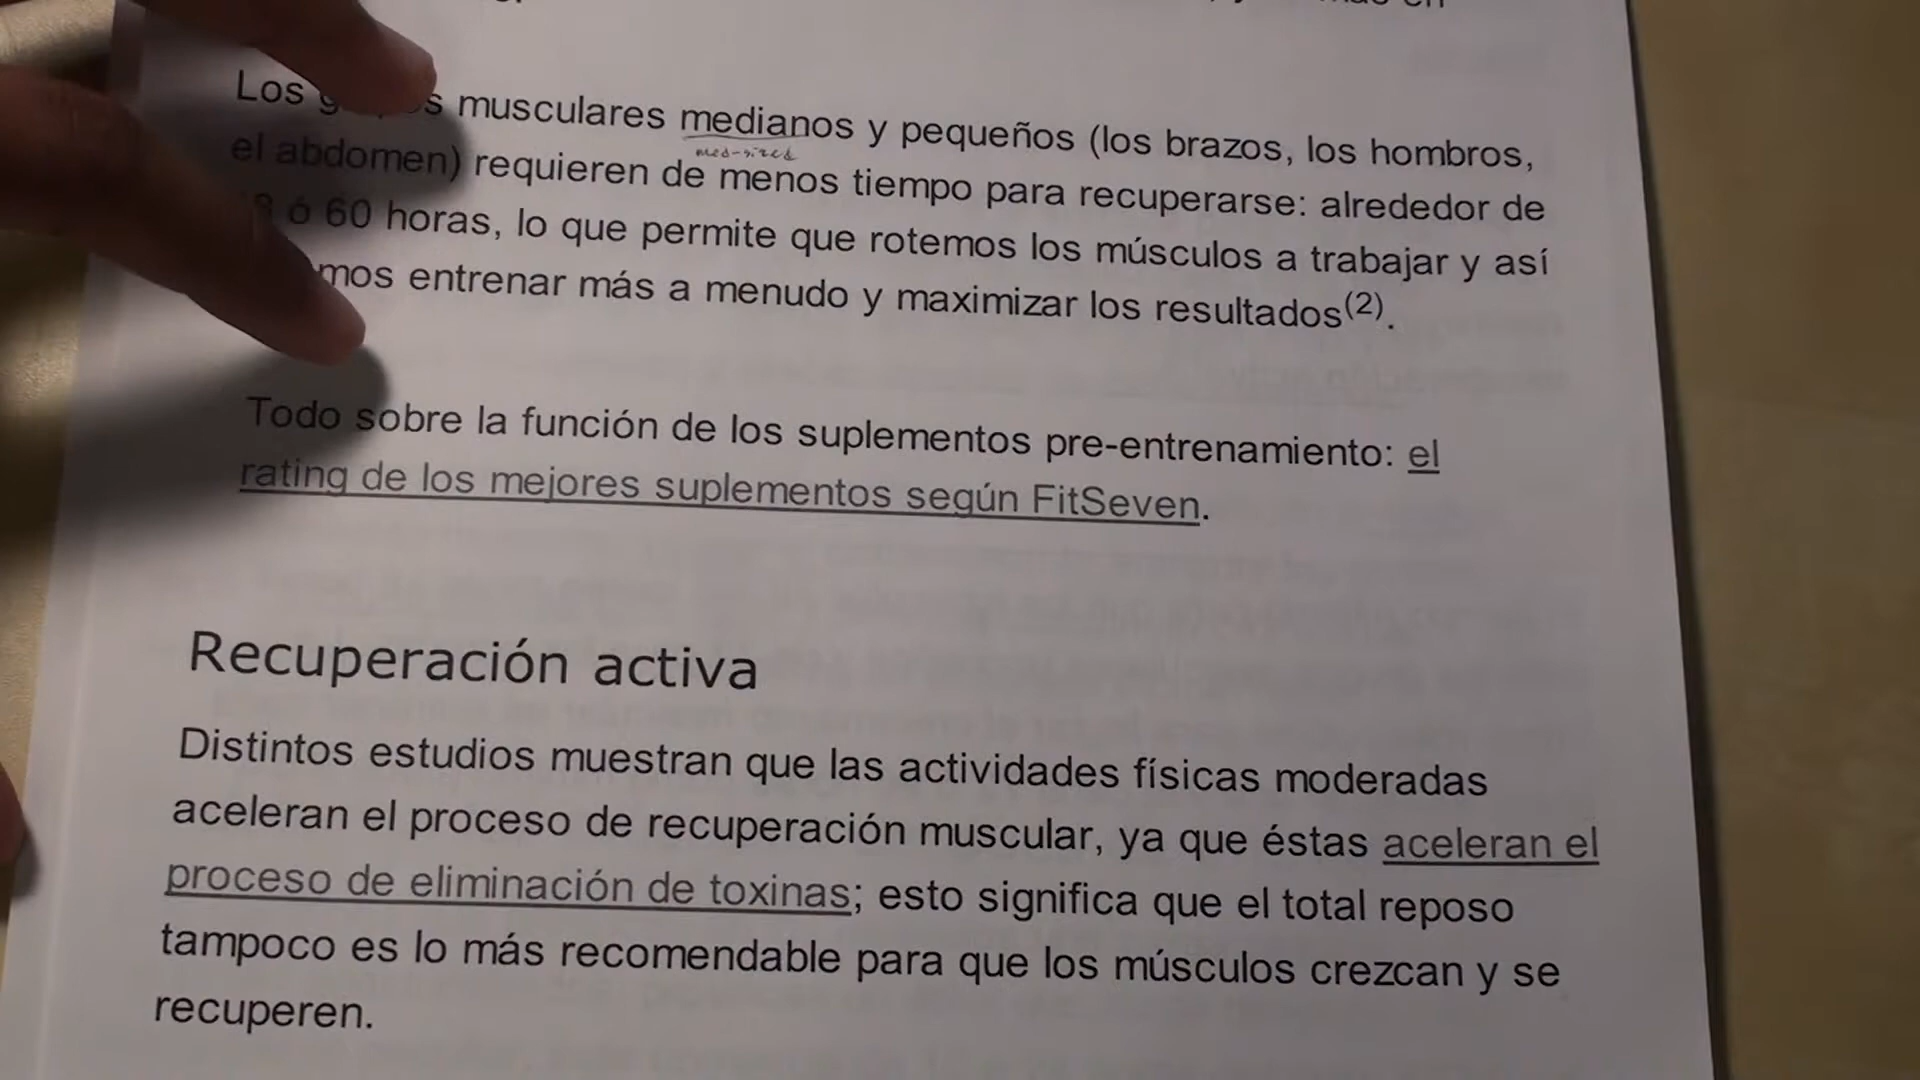 Los musculares medianos y pequeños (los brazos, los hombros,
med-sized
el abdomen) requieren de menos tiempo para recuperarse: alrededor de
ó 60 horas, lo que permite que rotemos los músculos a trabajar y así
entrenar más a menudo y maximizar los resultados(2).
Todo sobre la función de los suplementos pre-entrenamiento: el
rating de los mejores suplementos según FitSeven.
Recuperación activa
Distintos estudios muestran que las actividades físicas moderadas
aceleran el proceso de recuperación muscular, ya que éstas aceleran el
proceso de eliminación de toxinas; esto significa que el total reposo
tampoco es lo más recomendable para que los músculos crezcan y se
recuperen.